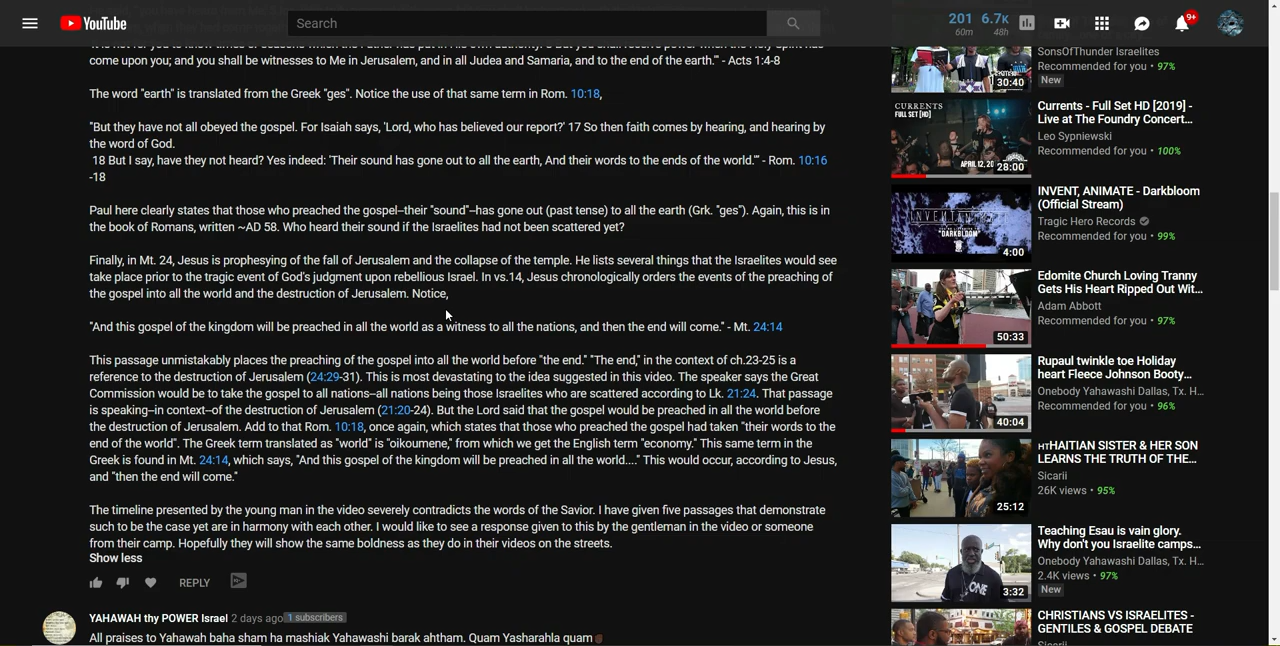 YouTube
Search
201 6.7K
60m 48h
9+
come upon you; and you shall be witnesses to Me in Jerusalem, and in all Judea and Samaria, and to the end of the earth.'" - Acts 1:4-8
The word "earth" is translated from the Greek "ges". Notice the use of that same term in Rom. 10:18,
"But they have not all obeyed the gospel. For Isaiah says, 'Lord, who has believed our report?' 17 So then faith comes by hearing, and hearing by
the word of God.
18 But I say, have they not heard? Yes indeed: 'Their sound has gone out to all the earth, And their words to the ends of the world.'" - Rom. 10:16
-18
Paul here clearly states that those who preached the gospel--their "sound"--has gone out (past tense) to all the earth (Grk. "ges"). Again, this is in
the book of Romans, written ~AD 58. Who heard their sound if the Israelites had not been scattered yet?
Finally, in Mt. 24, Jesus is prophesying of the fall of Jerusalem and the collapse of the temple. He lists several things that the Israelites would see
take place prior to the tragic event of God's judgment upon rebellious Israel. In vs.14, Jesus chronologically orders the events of the preaching of
the gospel into all the world and the destruction of Jerusalem. Notice,
"And this gospel of the kingdom will be preached in all the world as a witness to all the nations, and then the end will come." - Mt. 24:14
This passage unmistakably places the preaching of the gospel into all the world before "the end." "The end," in the context of ch.23-25 is a
reference to the destruction of Jerusalem (24:29-31). This is most devastating to the idea suggested in this video. The speaker says the Great
Commission would be to take the gospel to all nations--all nations being those Israelites who are scattered according to Lk. 21:24. That passage
is speaking--in context--of the destruction of Jerusalem (21:20-24). But the Lord said that the gospel would be preached in all the world before
the destruction of Jerusalem. Add to that Rom. 10:18, once again, which states that those who preached the gospel had taken "their words to the
end of the world". The Greek term translated as "world" is "oikoumene," from which we get the English term "economy." This same term in the
Greek is found in Mt. 24:14, which says, "And this gospel of the kingdom will be preached in all the world...." This would occur, according to Jesus,
and "then the end will come."
The timeline presented by the young man in the video severely contradicts the words of the Savior. I have given five passages that demonstrate
such to be the case yet are in harmony with each other. I would like to see a response given to this by the gentleman in the video or someone
from their camp. Hopefully they will show the same boldness as they do in their videos on the streets.
Show less
REPLY
YAHAWAH thy POWER Israel 2 days ago 1 subscribers
All praises to Yahawah baha sham ha mashiak Yahawashi barak ahtham. Quam Yasharahla quam
30:40
SonsOfThunder Israelites
Recommended for you • 97%
New
CURRENTS
FULL SET [HD]
APRIL 12, 20
28:00
Currents - Full Set HD [2019] -
Live at The Foundry Concert...
Leo Sypniewski
Recommended for you • 100%
INVENT ANIMATE
"DARKBLOOM"
4:00
INVENT, ANIMATE - Darkbloom
(Official Stream)
Tragic Hero Records
Recommended for you • 99%
50:33
Edomite Church Loving Tranny
Gets His Heart Ripped Out Wit...
Adam Abbott
Recommended for you • 97%
40:04
Rupaul twinkle toe Holiday
heart Fleece Johnson Booty...
Onebody Yahawashi Dallas, Tx. H...
Recommended for you • 96%
25:12
HAITIAN SISTER & HER SON
LEARNS THE TRUTH OF THE...
Sicarii
26K views • 95%
3:32
Teaching Esau is vain glory.
Why don't you Israelite camps...
Onebody Yahawashi Dallas, Tx. H...
2.4K views • 97%
New
CHRISTIANS VS ISRAELITES -
GENTILES & GOSPEL DEBATE
Sicarii